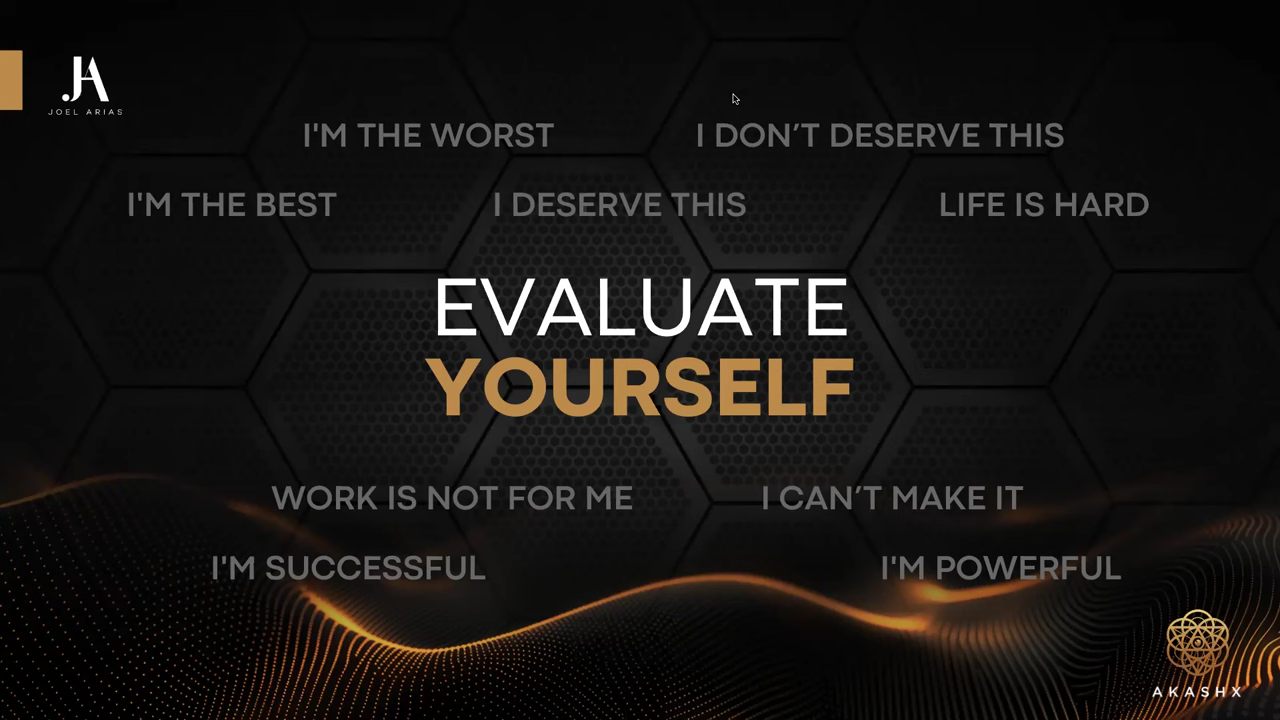 JA
JOEL ARIAS
I'M THE WORST
I DON’T DESERVE THIS
I'M THE BEST
I DESERVE THIS
LIFE IS HARD
EVALUATE
YOURSELF
WORK IS NOT FOR ME
I CAN’T MAKE IT
I'M SUCCESSFUL
I'M POWERFUL
AKASHX